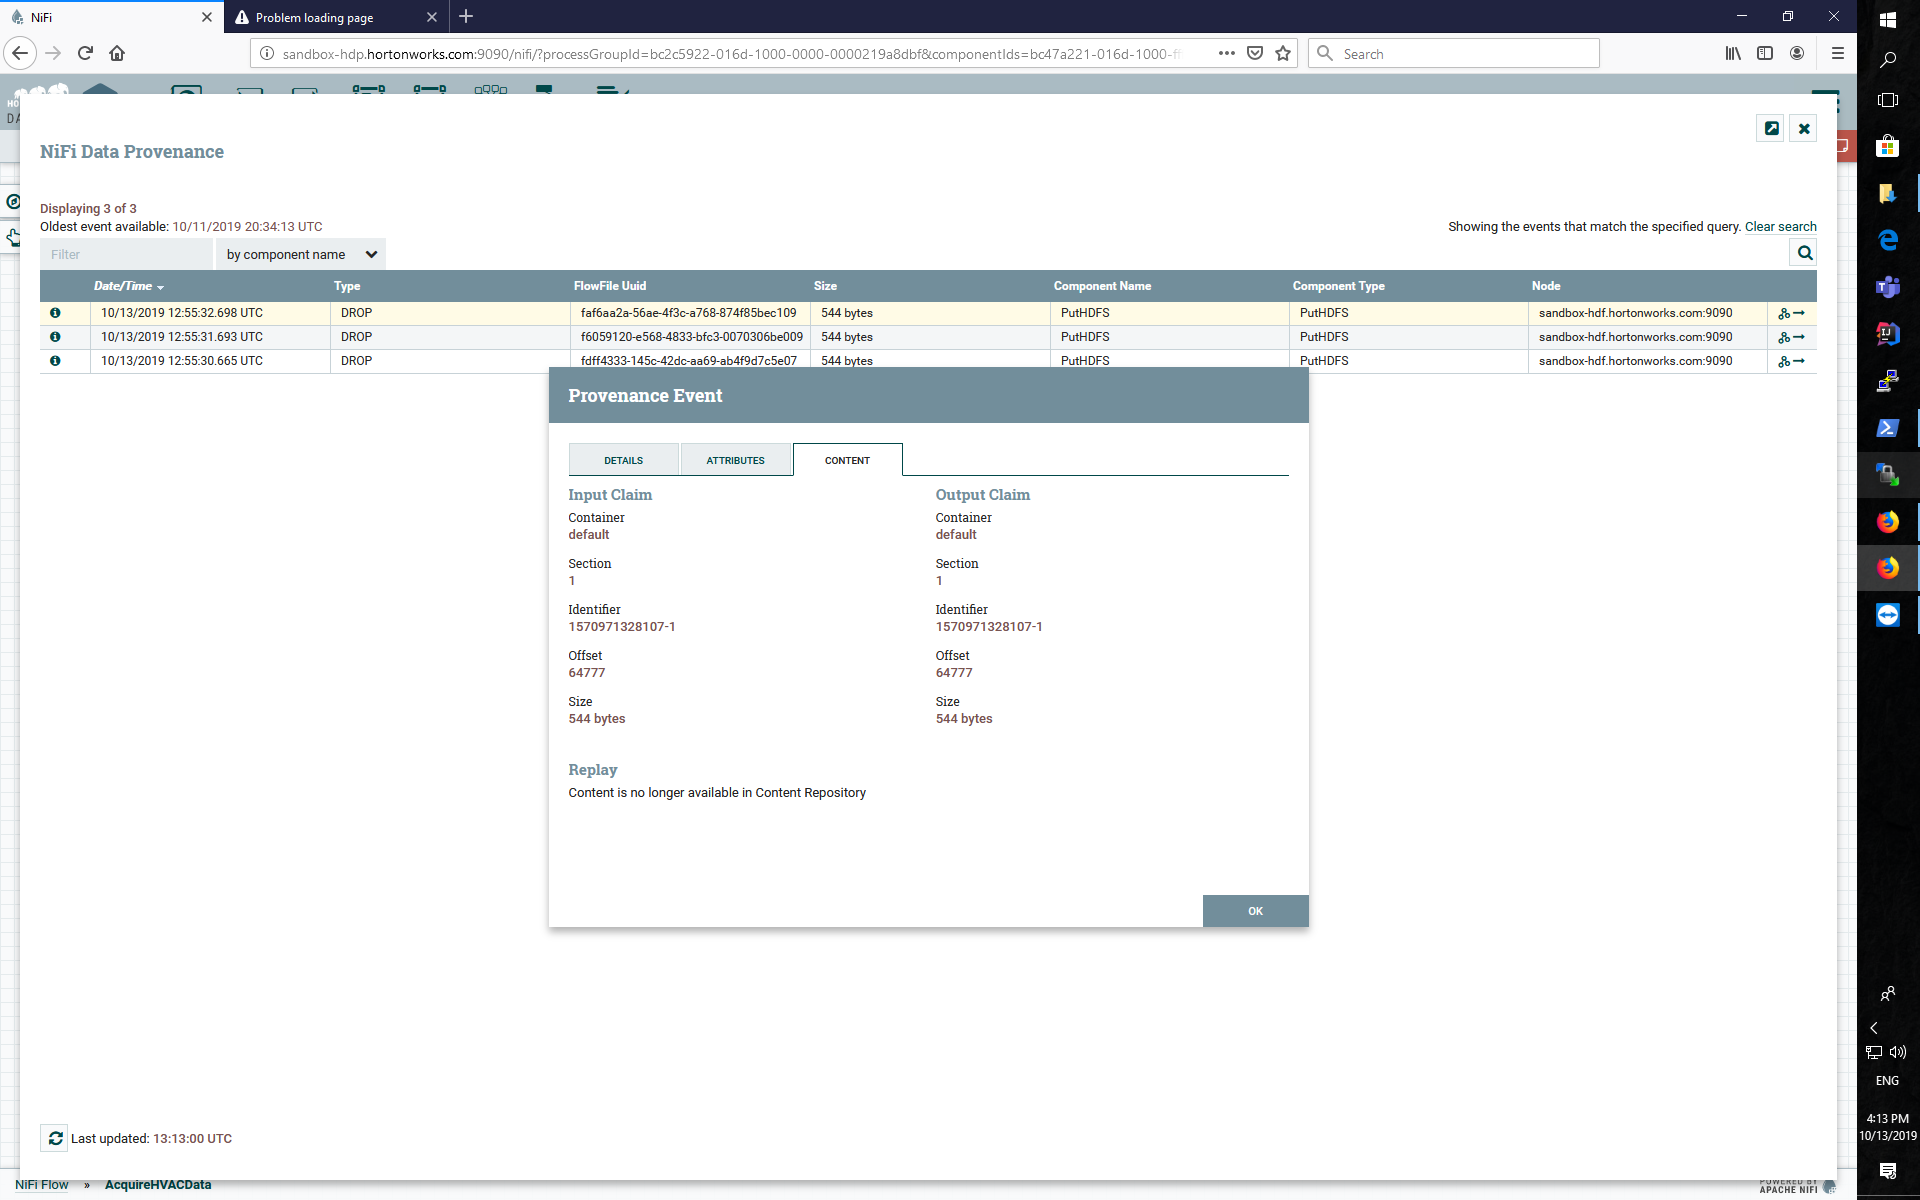 NiFi
Problem loading page
sandbox-hdp.hortonworks.com:9090/nifi/?processGroupId=bc2c5922-016d-1000-0000-0000219a8dbf&componentIds=bc47a221-016d-1000-
Search
NiFi Data Provenance
Displaying 3 of 3
Oldest event available: 10/11/2019 20:34:13 UTC
Showing the events that match the specified query. Clear search
Filter
by component name
Date/Time Type FlowFile Uuid Size Component Name Component Type Node
10/13/2019 12:55:32.698 UTC DROP faf6aa2a-56ae-4f3c-a768-874f85bec109 544 bytes PutHDFS PutHDFS sandbox-hdf.hortonworks.com:9090
10/13/2019 12:55:31.693 UTC DROP f6059120-e568-4833-bfc3-0070306be009 544 bytes PutHDFS PutHDFS sandbox-hdf.hortonworks.com:9090
10/13/2019 12:55:30.665 UTC DROP fdff4333-145c-42dc-aa69-ab4f9d7c5e07 544 bytes PutHDFS PutHDFS sandbox-hdf.hortonworks.com:9090
Provenance Event
DETAILS ATTRIBUTES CONTENT
Input Claim Output Claim
Container Container
default default
Section Section
1 1
Identifier Identifier
1570971328107-1 1570971328107-1
Offset Offset
64777 64777
Size Size
544 bytes 544 bytes
Replay
Content is no longer available in Content Repository
OK
Last updated: 13:13:00 UTC
NiFi Flow » AcquireHVACData
POWERED BY
APACHE NIFI
ENG
4:13 PM
10/13/2019